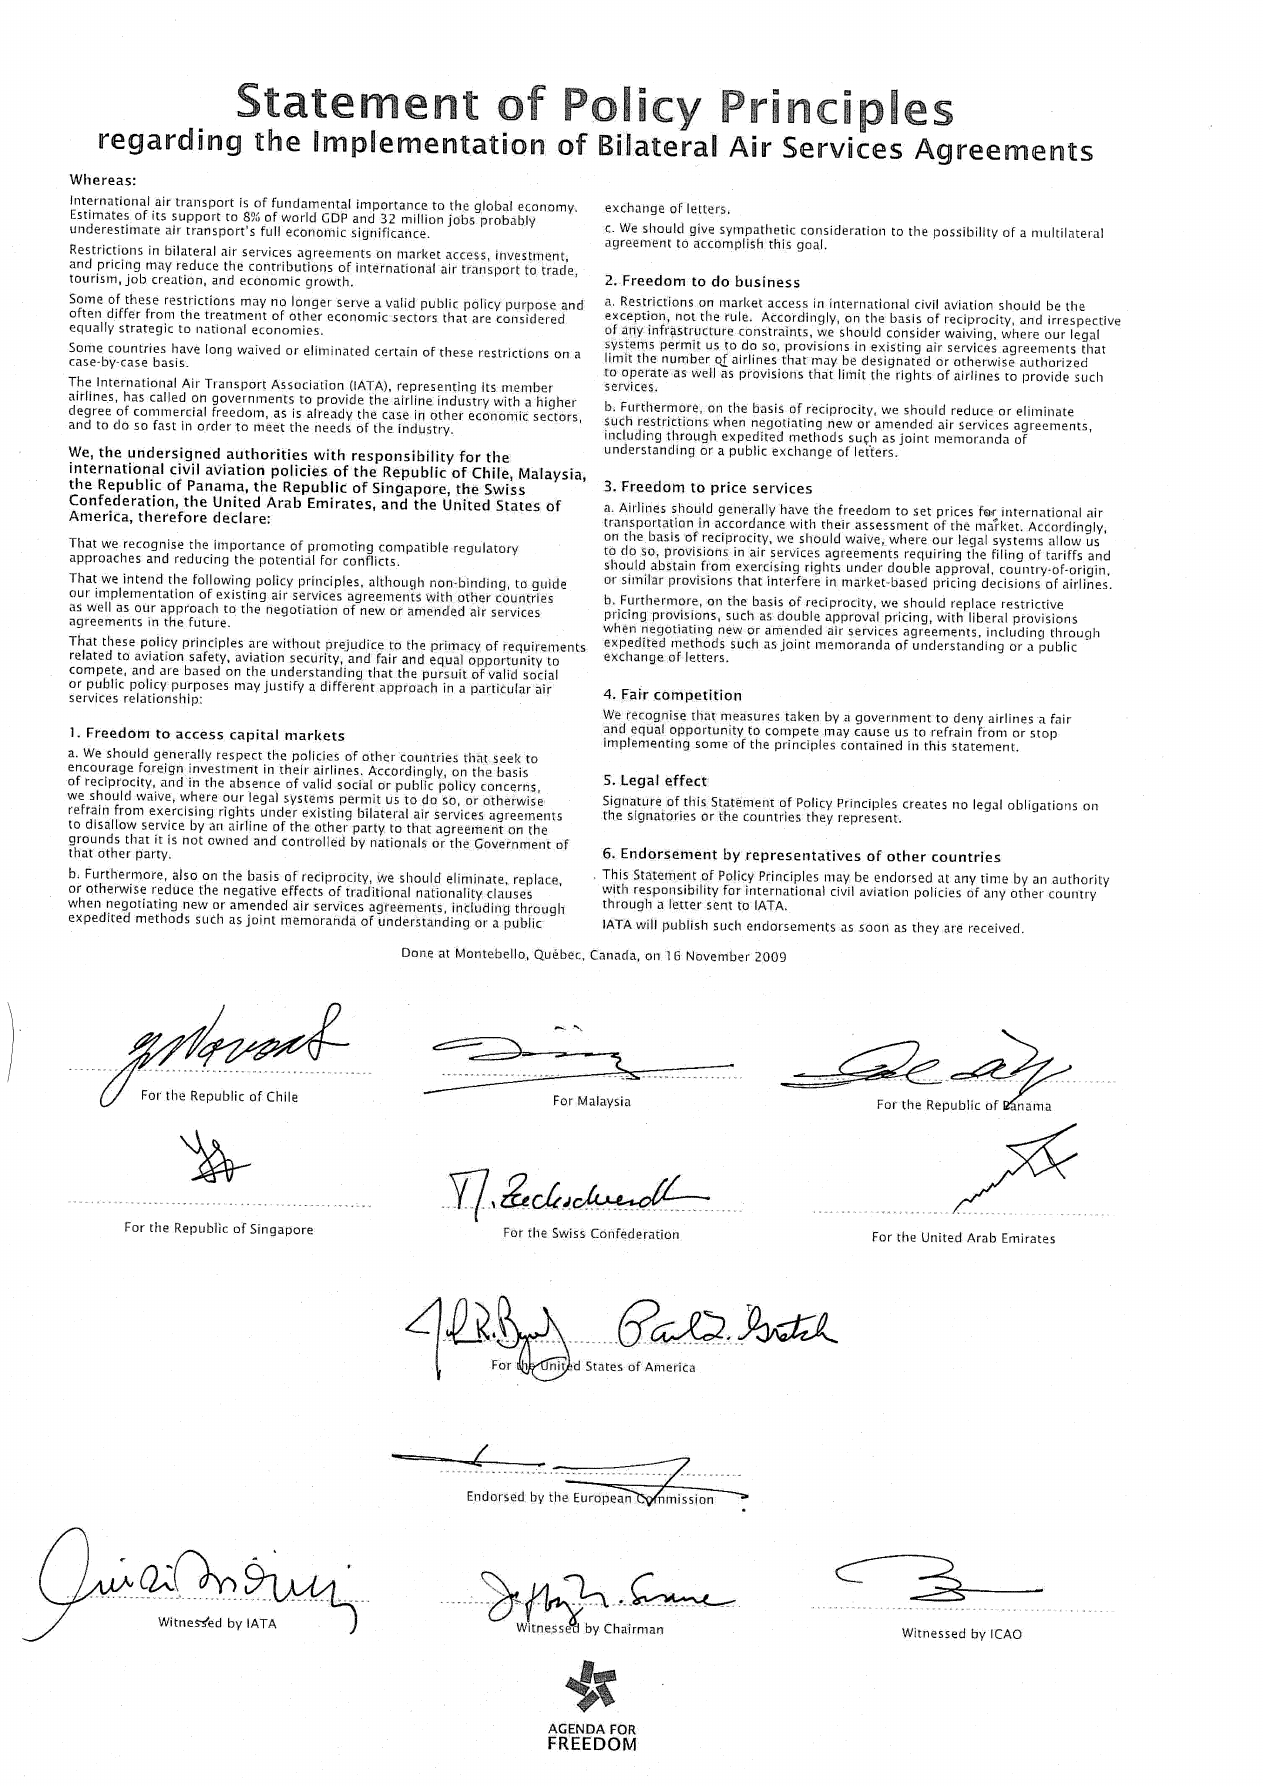 Statement of Policy Principles
regarding the Implementation of Bilateral Air Services Agreements
Whereas:
International air transport is of fundamental importance to the global economy.
Estimates of its support to 8% of world GDP and 32 million jobs probably
underestimate air transport's full economic significance.
Restrictions in bilateral air services agreements on market access, investment,
and pricing may reduce the contributions of international air transport to trade,
tourism, job creation, and economic growth.
Some of these restrictions may no longer serve a valid public policy purpose and
often differ from the treatment of other economic sectors that are considered
equally strategic to national economies.
Some countries have long waived or eliminated certain of these restrictions on a
case-by-case basis.
The International Air Transport Association (IATA), representing its member
airlines, has called on governments to provide the airline industry with a higher
degree of commercial freedom, as is already the case in other economic sectors,
and to do so fast in order to meet the needs of the industry.
We, the undersigned authorities with responsibility for the
international civil aviation policies of the Republic of Chile, Malaysia,
the Republic of Panama, the Republic of Singapore, the Swiss
Confederation, the United Arab Emirates, and the United States of
America, therefore declare:
That we recognise the importance of promoting compatible regulatory
approaches and reducing the potential for conflicts.
That we intend the following policy principles, although non-binding, to guide
our implementation of existing air services agreements with other countries
as well as our approach to the negotiation of new or amended air services
agreements in the future.
That these policy principles are without prejudice to the primacy of requirements
related to aviation safety, aviation security, and fair and equal opportunity to
compete, and are based on the understanding that the pursuit of valid social
or public policy purposes may justify a different approach in a particular air
services relationship:
1. Freedom to access capital markets
a. We should generally respect the policies of other countries that seek to
encourage foreign investment in their airlines. Accordingly, on the basis
of reciprocity, and in the absence of valid social or public policy concerns,
we should waive, where our legal systems permit us to do so, or otherwise
refrain from exercising rights under existing bilateral air services agreements
to disallow service by an airline of the other party to that agreement on the
grounds that it is not owned and controlled by nationals or the Government of
that other party.
b. Furthermore, also on the basis of reciprocity, we should eliminate, replace,
or otherwise reduce the negative effects of traditional nationality clauses
when negotiating new or amended air services agreements, including through
expedited methods such as joint memoranda of understanding or a public
exchange of letters.
c. We should give sympathetic consideration to the possibility of a multilateral
agreement to accomplish this goal.
2. Freedom to do business
a. Restrictions on market access in international civil aviation should be the
exception, not the rule. Accordingly, on the basis of reciprocity, and irrespective
of any infrastructure constraints, we should consider waiving, where our legal
systems permit us to do so, provisions in existing air services agreements that
limit the number of airlines that may be designated or otherwise authorized
to operate as well as provisions that limit the rights of airlines to provide such
services.
b. Furthermore, on the basis of reciprocity, we should reduce or eliminate
such restrictions when negotiating new or amended air services agreements,
including through expedited methods such as joint memoranda of
understanding or a public exchange of letters.
3. Freedom to price services
a. Airlines should generally have the freedom to set prices for international air
transportation in accordance with their assessment of the market. Accordingly,
on the basis of reciprocity, we should waive, where our legal systems allow us
to do so, provisions in air services agreements requiring the filing of tariffs and
should abstain from exercising rights under double approval, country-of-origin,
or similar provisions that interfere in market-based pricing decisions of airlines.
b. Furthermore, on the basis of reciprocity, we should replace restrictive
pricing provisions, such as double approval pricing, with liberal provisions
when negotiating new or amended air services agreements, including through
expedited methods such as joint memoranda of understanding or a public
exchange of letters.
4. Fair competition
We recognise that measures taken by a government to deny airlines a fair
and equal opportunity to compete may cause us to refrain from or stop
implementing some of the principles contained in this statement.
5. Legal effect
Signature of this Statement of Policy Principles creates no legal obligations on
the signatories or the countries they represent.
6. Endorsement by representatives of other countries
This Statement of Policy Principles may be endorsed at any time by an authority
with responsibility for international civil aviation policies of any other country
through a letter sent to IATA.
IATA will publish such endorsements as soon as they are received.
Done at Montebello, Québec, Canada, on 16 November 2009
For the Republic of Chile
For Malaysia
For the Republic of Panama
For the Republic of Singapore
For the Swiss Confederation
For the United Arab Emirates
For the United States of America
Endorsed by the European Commission
Witnessed by IATA
Witnessed by Chairman
Witnessed by ICAO
AGENDA FOR
FREEDOM